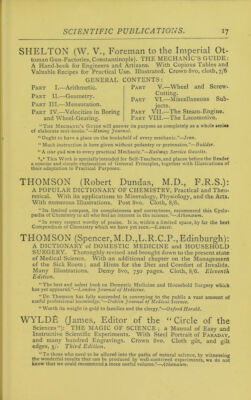 SCIENTIFIC PUBLICATIONS. 17
SHELTON (W. V., Foreman to the Imperial Ot-
toman Gun-Factories, Constantinople). THE MECHANIC'S GUIDE:
A Hand-book for Engineers and Artizans. With Copious Tables and
Valuable Recipes for Practical Use. Illustrated. Crown 8vo, cloth, 7/6
GENERAL CONTENTS:
PART I.—Arithmetic.
PART II.—Geometry.
PART III.—Mensuration.
PART IV.—Velocities in Boring
and Wheel-Gearing.
PART V.—Wheel and Screw-
Cutting.
PART VI.—Miscellaneous Sub-
jects.
PART VII.—The Steam-Engine.
PART VIII.—The Locomotive.
"THE MECHANIC'S GUIDE will answer its purpose as completely as a whole series
of elaborate text-books."—Mining Journal.
"Ought to have a place on the bookshelf of every mechanic."—Iron.
"Much instruction is here given without pedantry or pretension."—Builder.
"A sine quâ non to every practical Mechanic."—Railway Service Gazette.
*** This Work is specially intended for Self-Teachers, and places before the Reader
a concise and simple explanation of General Principles, together with Illustrations of
their adaptation to Practical Purposes.
THOMSON (Robert Dundas, M.D., F.R.S.):
A POPULAR DICTIONARY OF CHEMISTRY, Practical and Theo-
retical. With its Applications to Mineralogy, Physiology, and the Arts.
With numerous Illustrations. Post 8vo. Cloth, 8/6.
"So limited compass, its comprehensiveness and correctness, recommend this Cyclo-
pædia of Chemistry to all who feel an interest in the science."—Athenæum.
"In every respect worthy of praise. It is, within a limited space, by far the best
Compendium of Chemistry which we have yet seen.—Lancet.
THOMSON (Spencer, M.D., L.R.C.P., Edinburgh):
A DICTIONARY of DOMESTIC MEDICINE and HOUSEHOLD
SURGERY. Thoroughly revised and brought down to the present state
of Medical Science. With an additional chapter on the Management
of the Sick Room; and Hints for the Diet and Comfort of Invalids.
Many Illustrations. Demy 8vo, 750 pages. Cloth, 8/6. Eleventh
Edition.
"The best and safest book on Domestic Medicine and Household Surgery which
has yet appeared."—London Journal of Medicine.
"Dr. Thomson has fully succeeded in conveying to the public a vast amount of
useful professional knowledge."—Dublin Journal of Medical Science.
"Worth its weight in gold to families and the clergy."—Oxford Herald.
WYLDE (James, Editor of the "Circle of the
Sciences"): THE MAGIC OF SCIENCE; a Manual of Easy and
Instructive Scientific Experiments. With Steel Portrait of FARADAY,
and many hundred Engravings. Crown 8vo. Cloth gilt, and gilt
edges, 5/- Third Edition.
"To those who need to be allured into the paths of natural science, by witnessing
the wonderful results that can be produced by well-contrived experiments, we do not
know that we could recommend a more useful volume."—Athenæum.